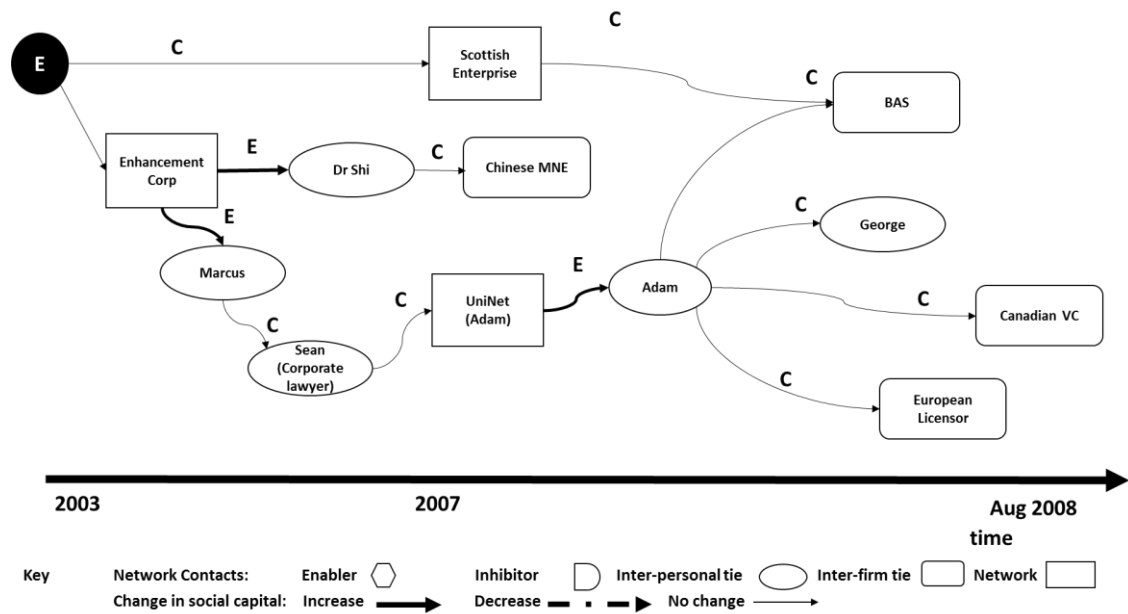 C
E
C
Scottish
Enterprise
C
BAS
Enhancement
Corp
E
Dr Shi
C
Chinese MNE
E
C
George
Marcus
C
UniNet
(Adam)
E
Adam
C
Canadian VC
C
Sean
(Corporate
lawyer)
C
European
Licensor
2003
2007
Aug 2008
time
Key Network Contacts: Enabler Inhibitor Inter-personal tie Inter-firm tie Network
Change in social capital: Increase Decrease No change